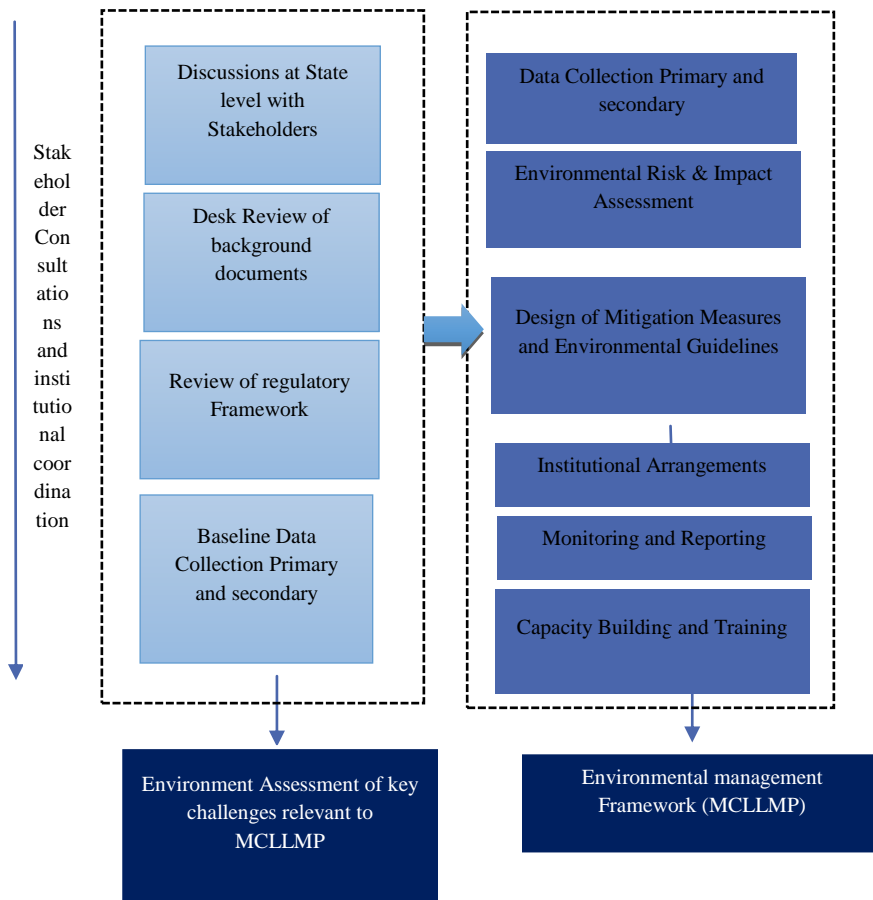 Stak
ehol
der
Con
sult
atio
ns
and
insti
tutio
nal
coor
dina
tion
Discussions at State
level with
Stakeholders
Desk Review of
background
documents
Review of regulatory
Framework
Baseline Data
Collection Primary
and secondary
Environment Assessment of key
challenges relevant to
MCLLMP
Data Collection Primary and
secondary
Environmental Risk & Impact
Assessment
Design of Mitigation Measures
and Environmental Guidelines
Institutional Arrangements
Monitoring and Reporting
Capacity Building and Training
Environmental management
Framework (MCLLMP)